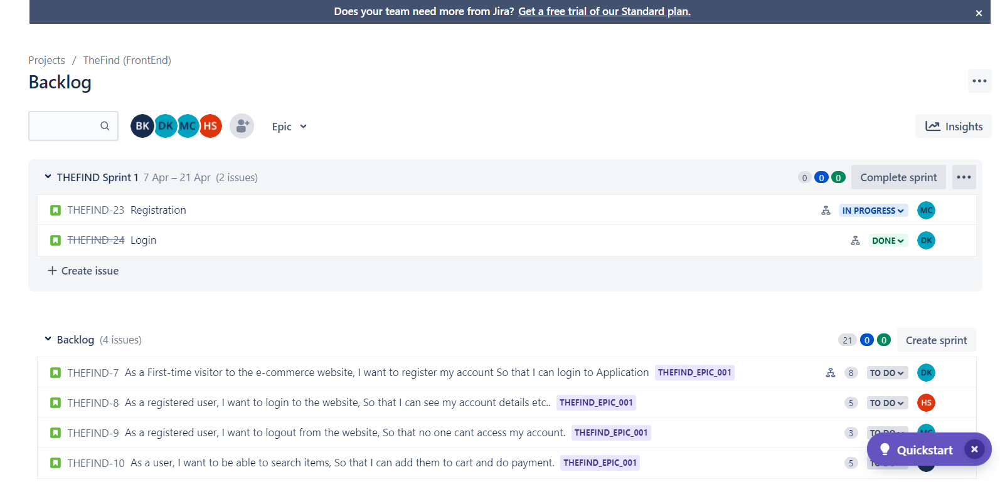 Does your team need more from Jira? Get a free trial of our Standard plan.
Projects / TheFind (FrontEnd)
Backlog
BK DK MC HS Epic Insights
THEFIND Sprint 1 7 Apr – 21 Apr (2 issues) 0 0 0 Complete sprint
THEFIND-23 Registration IN PROGRESS MC
THEFIND-24 Login DONE DK
+ Create issue
Backlog (4 issues) 21 0 0 Create sprint
THEFIND-7 As a First-time visitor to the e-commerce website, I want to register my account So that I can login to Application THEFIND_EPIC_001 8 TO DO DK
THEFIND-8 As a registered user, I want to login to the website, So that I can see my account details etc.. THEFIND_EPIC_001 5 TO DO HS
THEFIND-9 As a registered user, I want to logout from the website, So that no one cant access my account. THEFIND_EPIC_001 3 TO DO MC
Quickstart
THEFIND-10 As a user, I want to be able to search items, So that I can add them to cart and do payment. THEFIND_EPIC_001 5